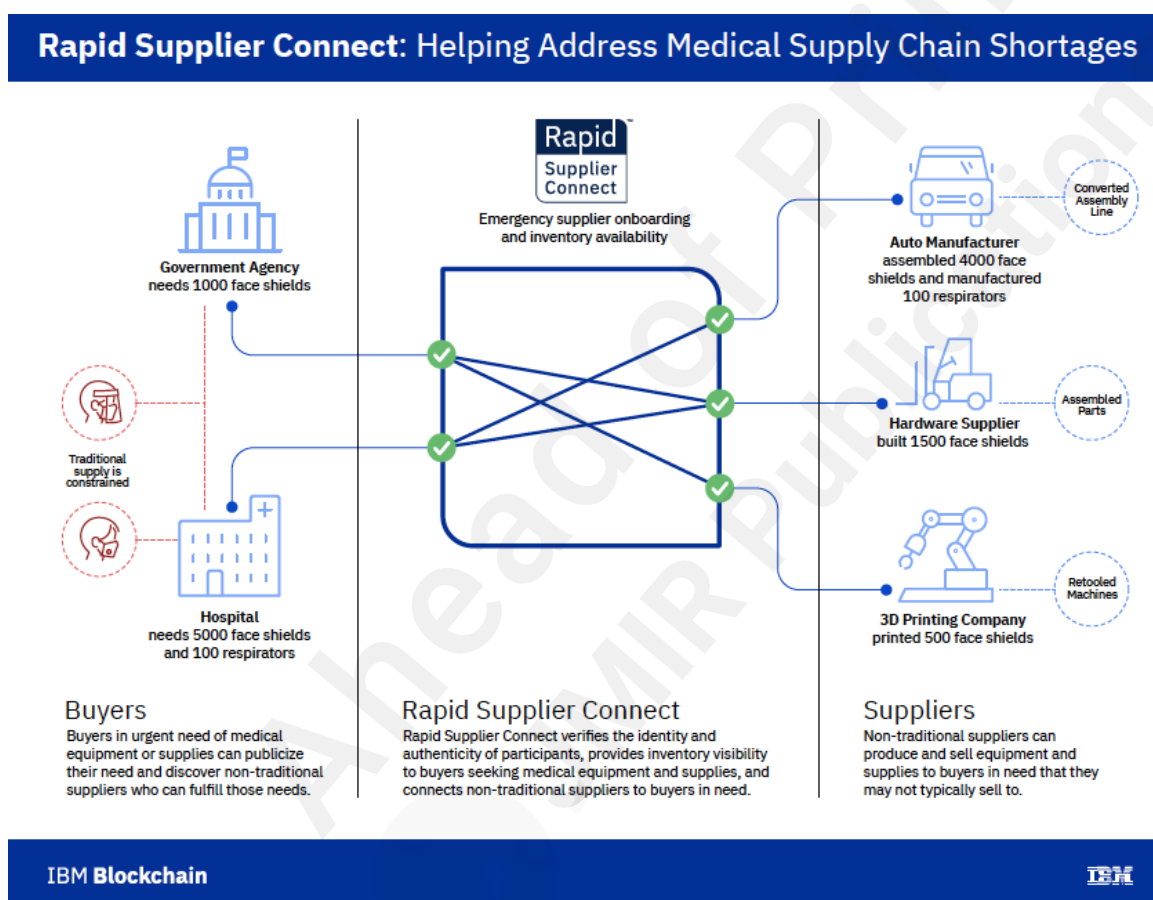 Rapid Supplier Connect: Helping Address Medical Supply Chain Shortages
Rapid
Supplier
Connect
™
Emergency supplier onboarding
and inventory availability
Government Agency
needs 1000 face shields
Traditional
supply is
constrained
Hospital
needs 5000 face shields
and 100 respirators
Auto Manufacturer
assembled 4000 face
shields and manufactured
100 respirators
Converted
Assembly
Line
Hardware Supplier
built 1500 face shields
Assembled
Parts
3D Printing Company
printed 500 face shields
Retooled
Machines
Buyers
Buyers in urgent need of medical
equipment or supplies can publicize
their need and discover non-traditional
suppliers who can fulfill those needs.
Rapid Supplier Connect
Rapid Supplier Connect verifies the identity and
authenticity of participants, provides inventory visibility
to buyers seeking medical equipment and supplies, and
connects non-traditional suppliers to buyers in need.
Suppliers
Non-traditional suppliers can
produce and sell equipment and
supplies to buyers in need that they
may not typically sell to.
IBM Blockchain
IBM
Ahead of Pri
JMIR Publication